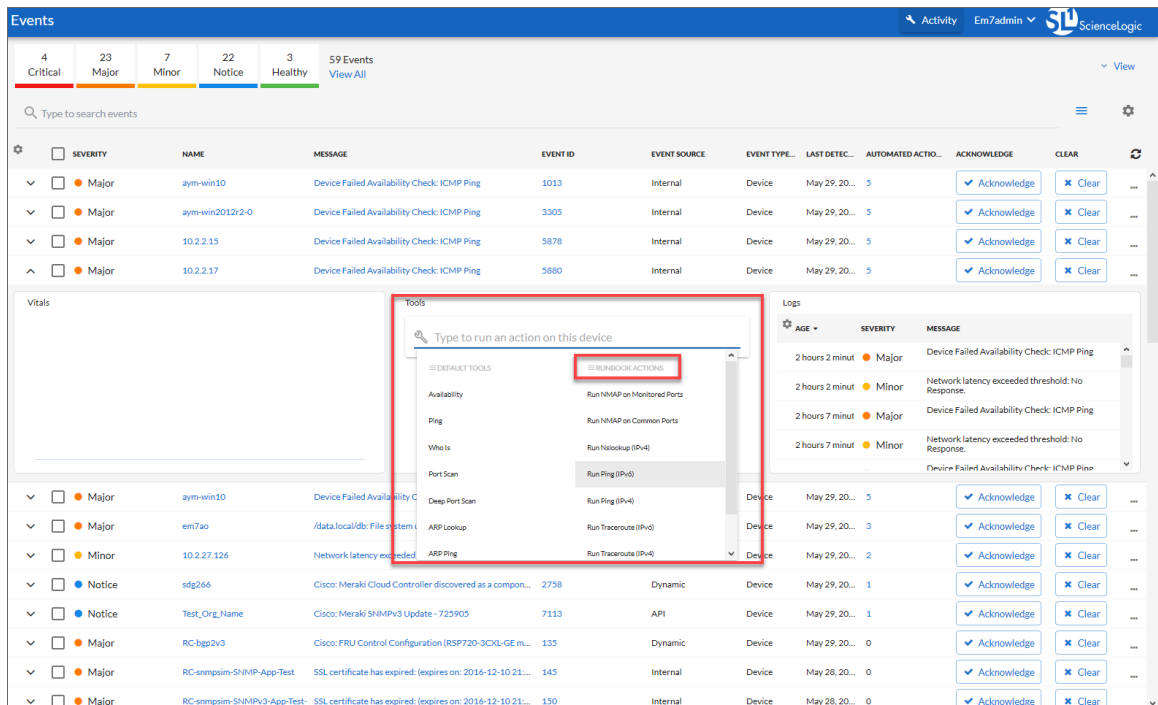 Events
Activity
Em7admin
SL1 ScienceLogic
4 Critical
23 Major
7 Minor
22 Notice
3 Healthy
59 Events
View All
View
Type to search events
SEVERITY NAME MESSAGE EVENT ID EVENT SOURCE EVENT TYPE... LAST DETEC... AUTOMATED ACTIO... ACKNOWLEDGE CLEAR
Major aym-win10 Device Failed Availability Check: ICMP Ping 1013 Internal Device May 29, 20... 5 Acknowledge Clear ...
Major aym-win2012r2-0 Device Failed Availability Check: ICMP Ping 3305 Internal Device May 29, 20... 5 Acknowledge Clear ...
Major 10.2.2.15 Device Failed Availability Check: ICMP Ping 5878 Internal Device May 29, 20... 5 Acknowledge Clear ...
Major 10.2.2.17 Device Failed Availability Check: ICMP Ping 5880 Internal Device May 29, 20... 5 Acknowledge Clear ...
Vitals
Tools
Type to run an action on this device
DEFAULT TOOLS
Availability
Ping
Who Is
Port Scan
Deep Port Scan
ARP Lookup
ARP Ping
RUNBOOK ACTIONS
Run NMAP on Monitored Ports
Run NMAP on Common Ports
Run Nslookup (IPv4)
Run Ping (IPv6)
Run Ping (IPv4)
Run Traceroute (IPv6)
Run Traceroute (IPv4)
Logs
AGE SEVERITY MESSAGE
2 hours 2 minut Major Device Failed Availability Check: ICMP Ping
2 hours 2 minut Minor Network latency exceeded threshold: No
Response.
2 hours 7 minut Major Device Failed Availability Check: ICMP Ping
2 hours 7 minut Minor Network latency exceeded threshold: No
Response.
Device Failed Availability Check: ICMP Ping
Major aym-win10 Device Failed Availability C Device May 29, 20... 5 Acknowledge Clear ...
Major em7ao /data.local/db: File system u Device May 29, 20... 3 Acknowledge Clear ...
Minor 10.2.27.126 Network latency exceeded Device May 29, 20... 2 Acknowledge Clear ...
Notice sdg266 Cisco: Meraki Cloud Controller discovered as a compon... 2758 Dynamic Device May 29, 20... 1 Acknowledge Clear ...
Notice Test_Org_Name Cisco: Meraki SNMPv3 Update - 725905 7113 API Device May 29, 20... 1 Acknowledge Clear ...
Major RC-bgp2v3 Cisco: FRU Control Configuration (RSP720-3CXL-GE m... 135 Dynamic Device May 29, 20... 0 Acknowledge Clear ...
Major RC-snmpsim-SNMP-App-Test SSL certificate has expired: (expires on: 2016-12-10 21:... 145 Internal Device May 28, 20... 0 Acknowledge Clear ...
Major RC-snmpsim-SNMPv3-App-Test- SSL certificate has expired: (expires on: 2016-12-10 21:... 150 Internal Device May 28, 20... 0 Acknowledge Clear ...